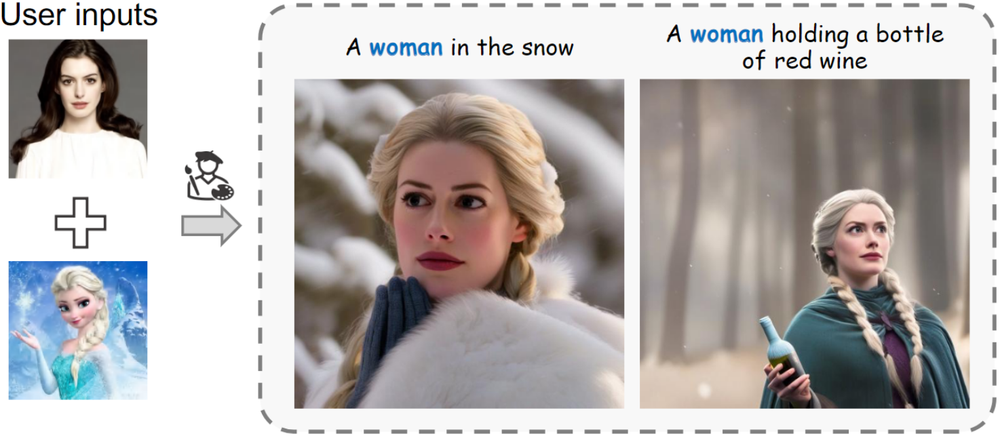 User inputs
A woman in the snow
A woman holding a bottle
of red wine